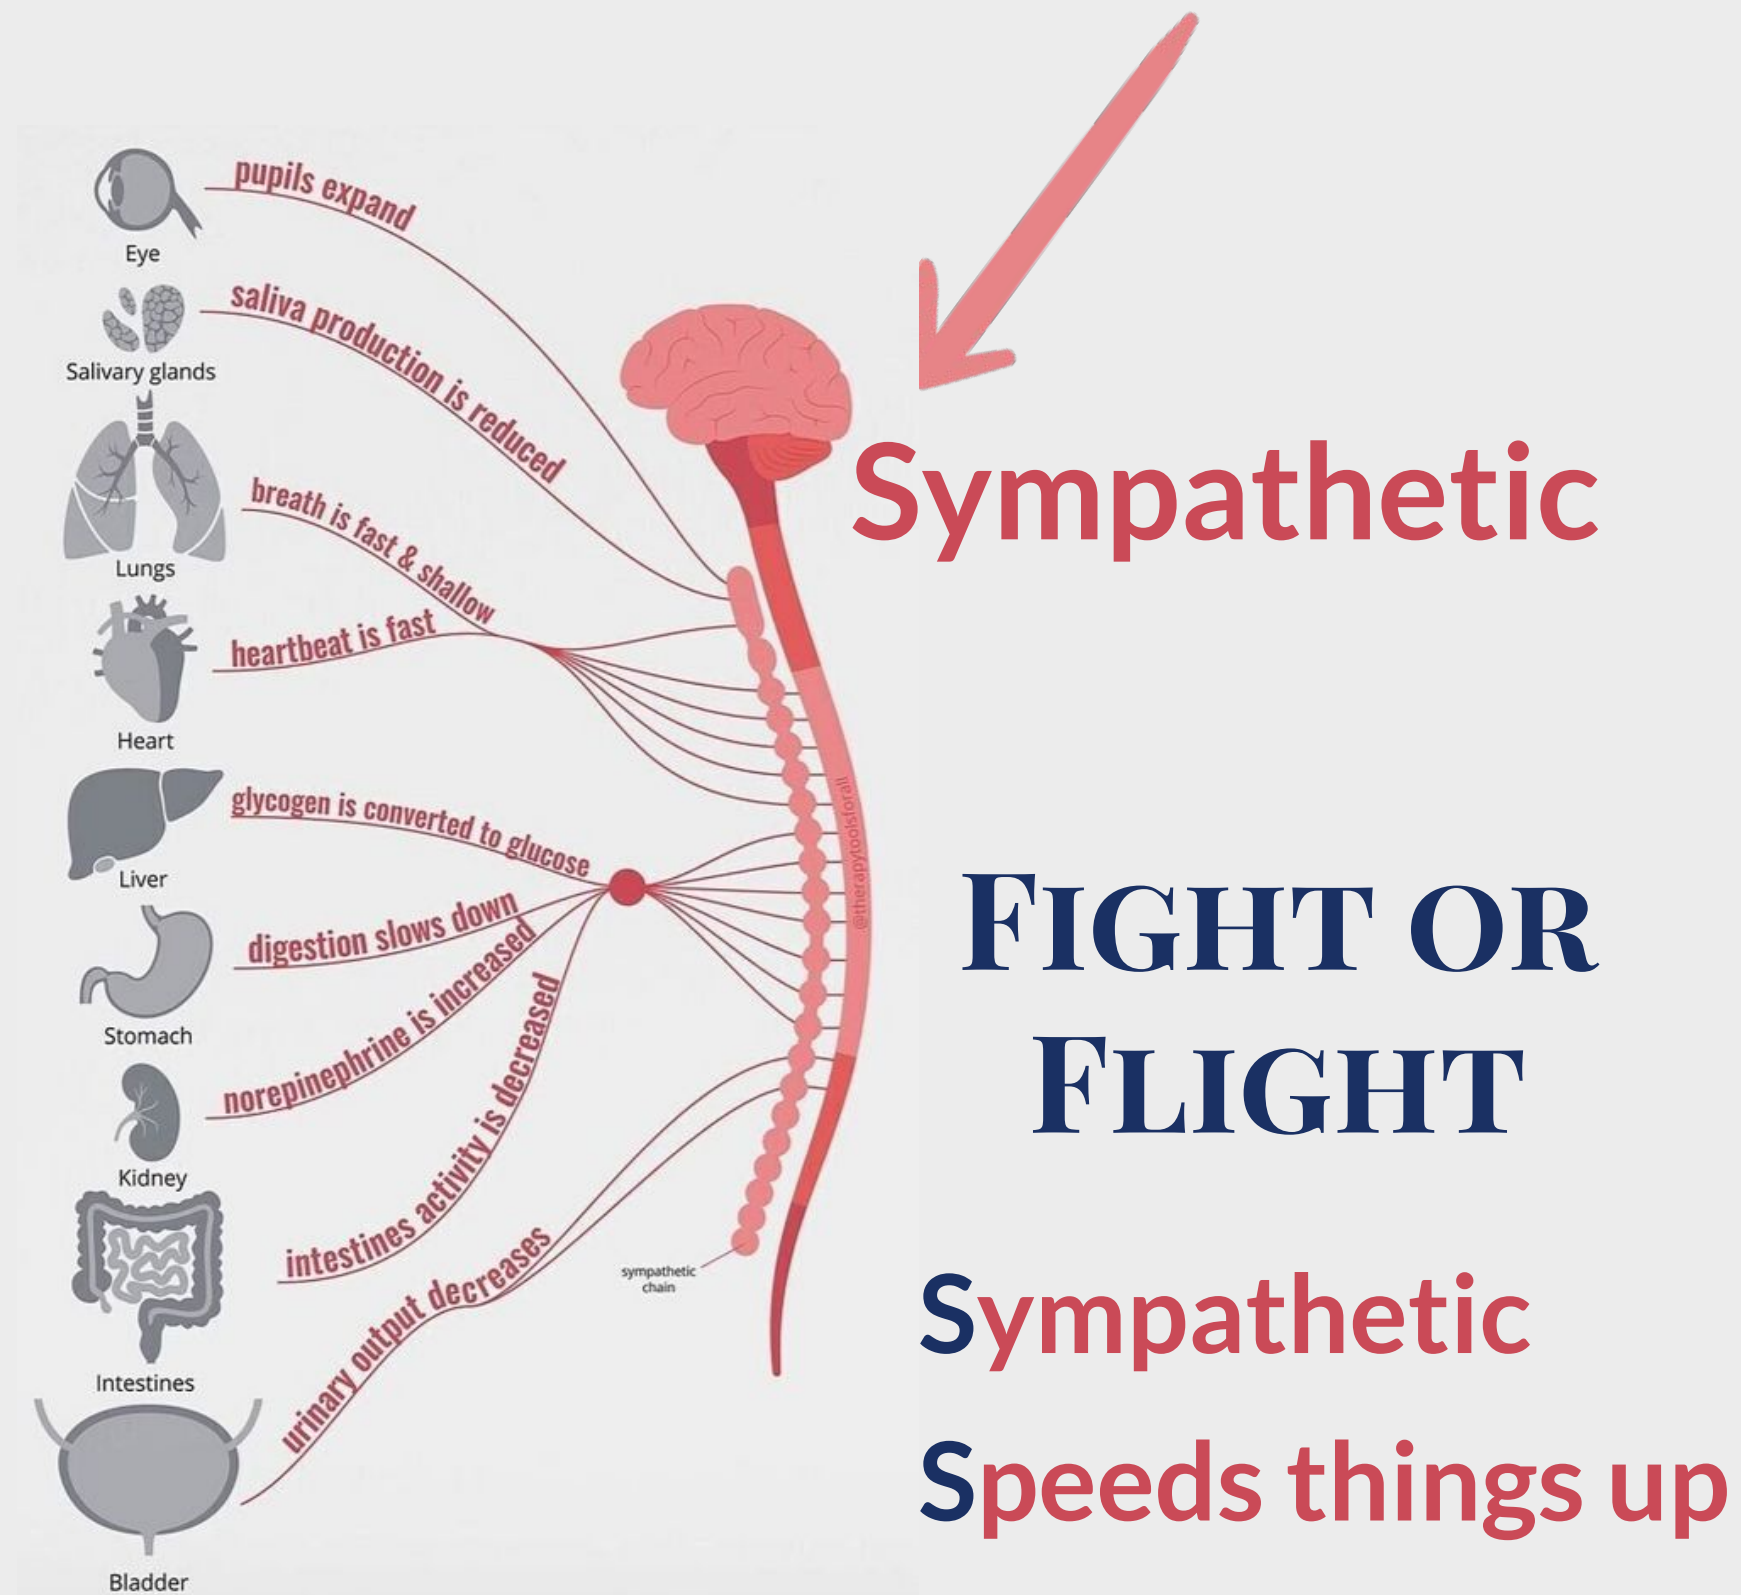 pupils expand
Eye
saliva production is reduced
Salivary glands
breath is fast & shallow
Lungs
heartbeat is fast
Heart
glycogen is converted to glucose
Liver
digestion slows down
Stomach
norepinephrine is increased
Kidney
intestines activity is decreased
Intestines
urinary output decreases
Bladder
sympathetic
chain
@therapytoolsforall
Sympathetic
FIGHT OR
FLIGHT
Sympathetic
Speeds things up